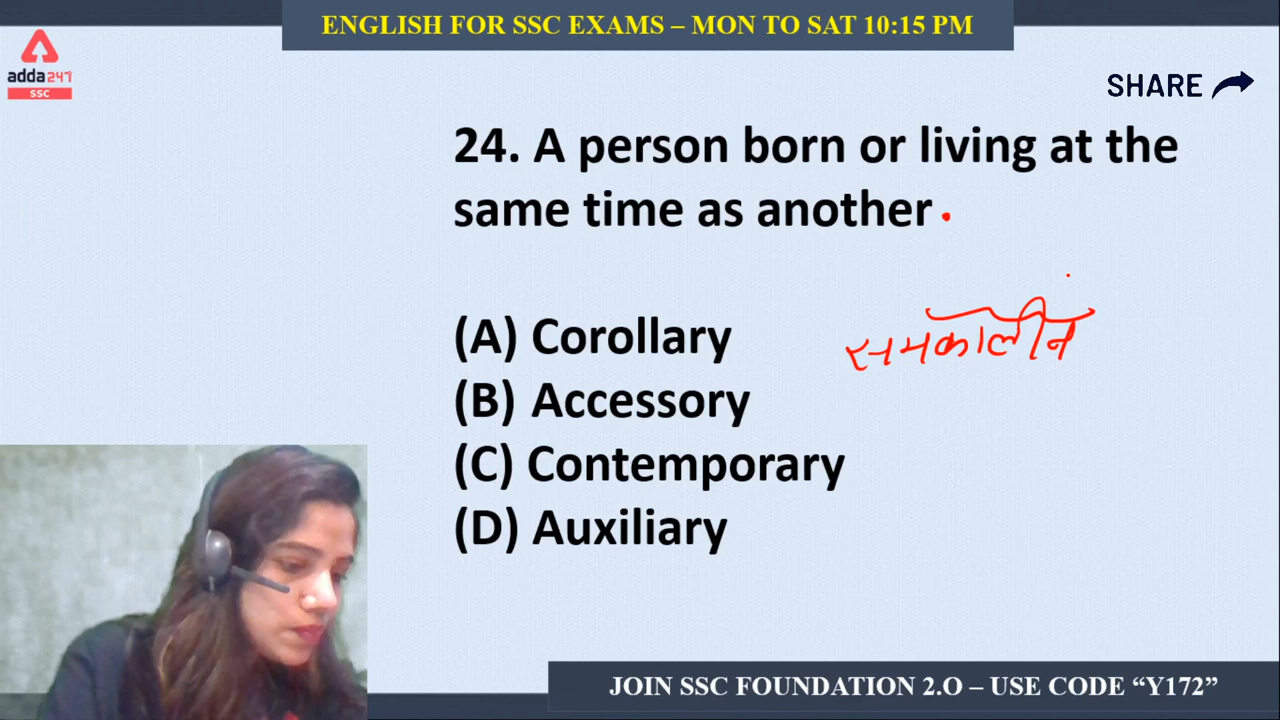 ENGLISH FOR SSC EXAMS – MON TO SAT 10:15 PM
adda247
SSC
SHARE
24. A person born or living at the
same time as another
(A) Corollary
समकालीन
(B) Accessory
(C) Contemporary
(D) Auxiliary
JOIN SSC FOUNDATION 2.O – USE CODE “Y172”